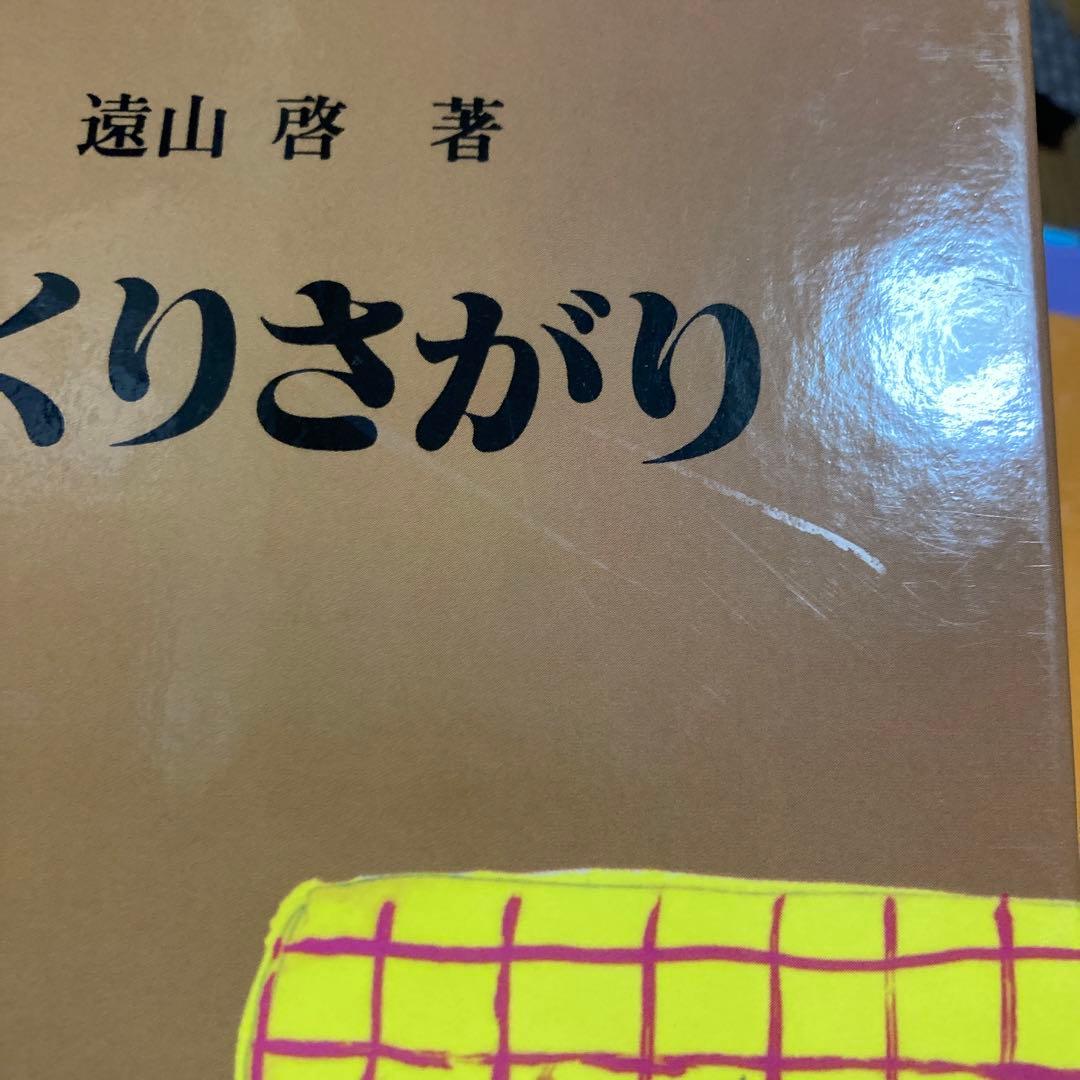 遠山 啓 著
くりさがり